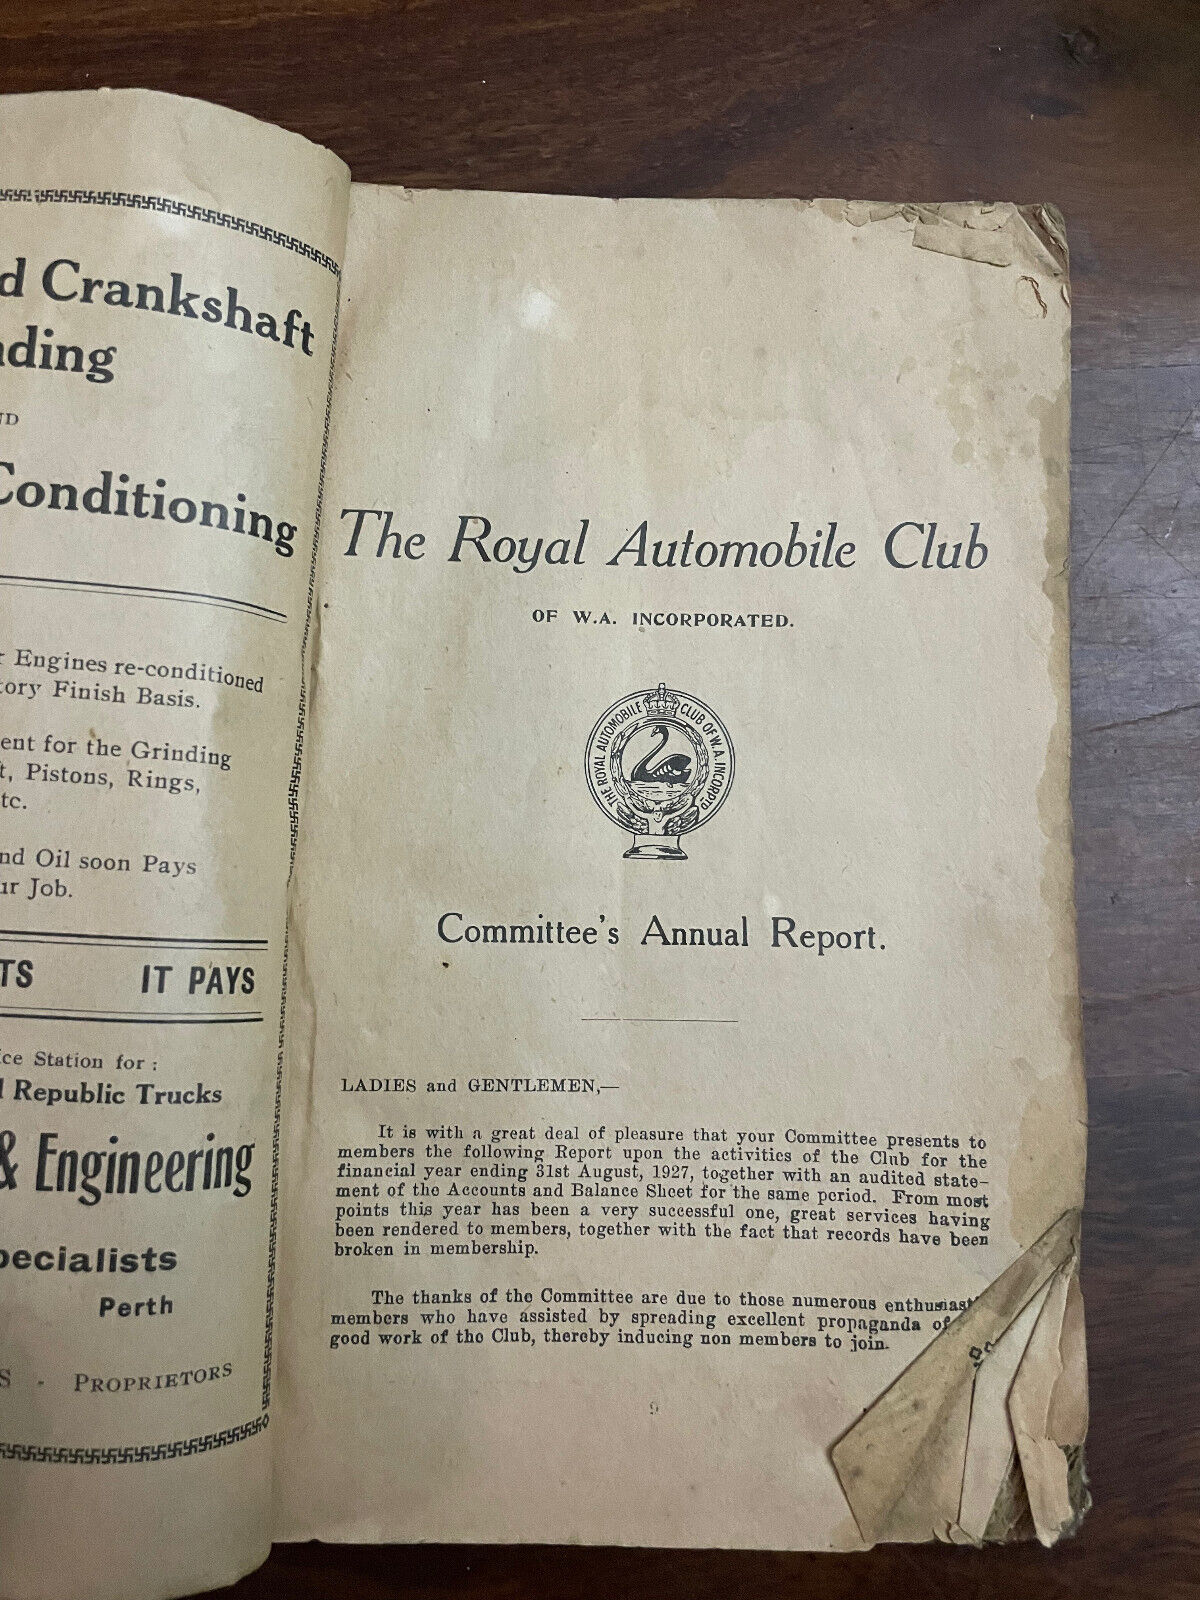 d Crankshaft
ding
ND
Conditioning
Engines re-conditioned
ory Finish Basis.
ent for the Grinding
t, Pistons, Rings,
tc.
nd Oil soon Pays
ur Job.
TS IT PAYS
ice Station for :
d Republic Trucks
& Engineering
pecialists
Perth
S - PROPRIETORS
The Royal Automobile Club
OF W.A. INCORPORATED.
THE ROYAL AUTOMOBILE CLUB OF W.A. INCORPTD
Committee's Annual Report.
LADIES and GENTLEMEN,—
It is with a great deal of pleasure that your Committee presents to
members the following Report upon the activities of the Club for the
financial year ending 31st August, 1927, together with an audited state-
ment of the Accounts and Balance Sheet for the same period. From most
points this year has been a very successful one, great services having
been rendered to members, together with the fact that records have been
broken in membership.
The thanks of the Committee are due to those numerous enthusiast
members who have assisted by spreading excellent propaganda of
good work of the Club, thereby inducing non members to join.
9